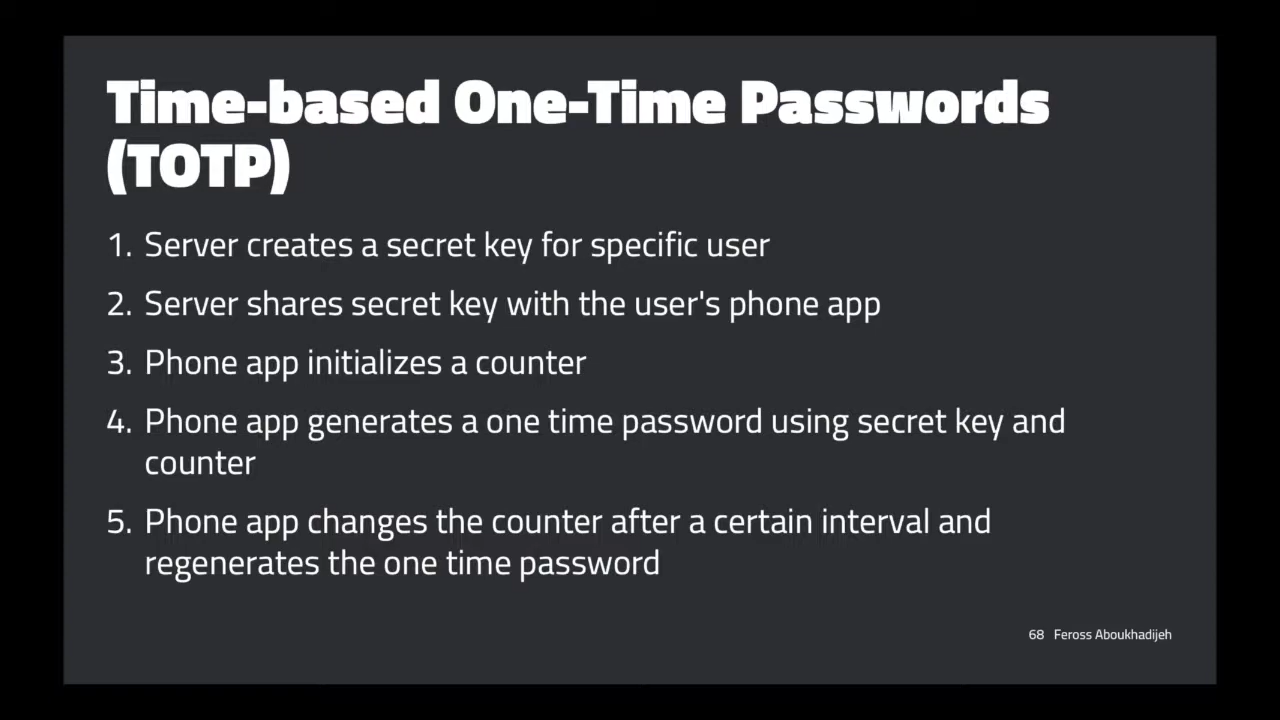 Time-based One-Time Passwords
(TOTP)
1. Server creates a secret key for specific user
2. Server shares secret key with the user's phone app
3. Phone app initializes a counter
4. Phone app generates a one time password using secret key and
counter
5. Phone app changes the counter after a certain interval and
regenerates the one time password
68 Feross Aboukhadijeh